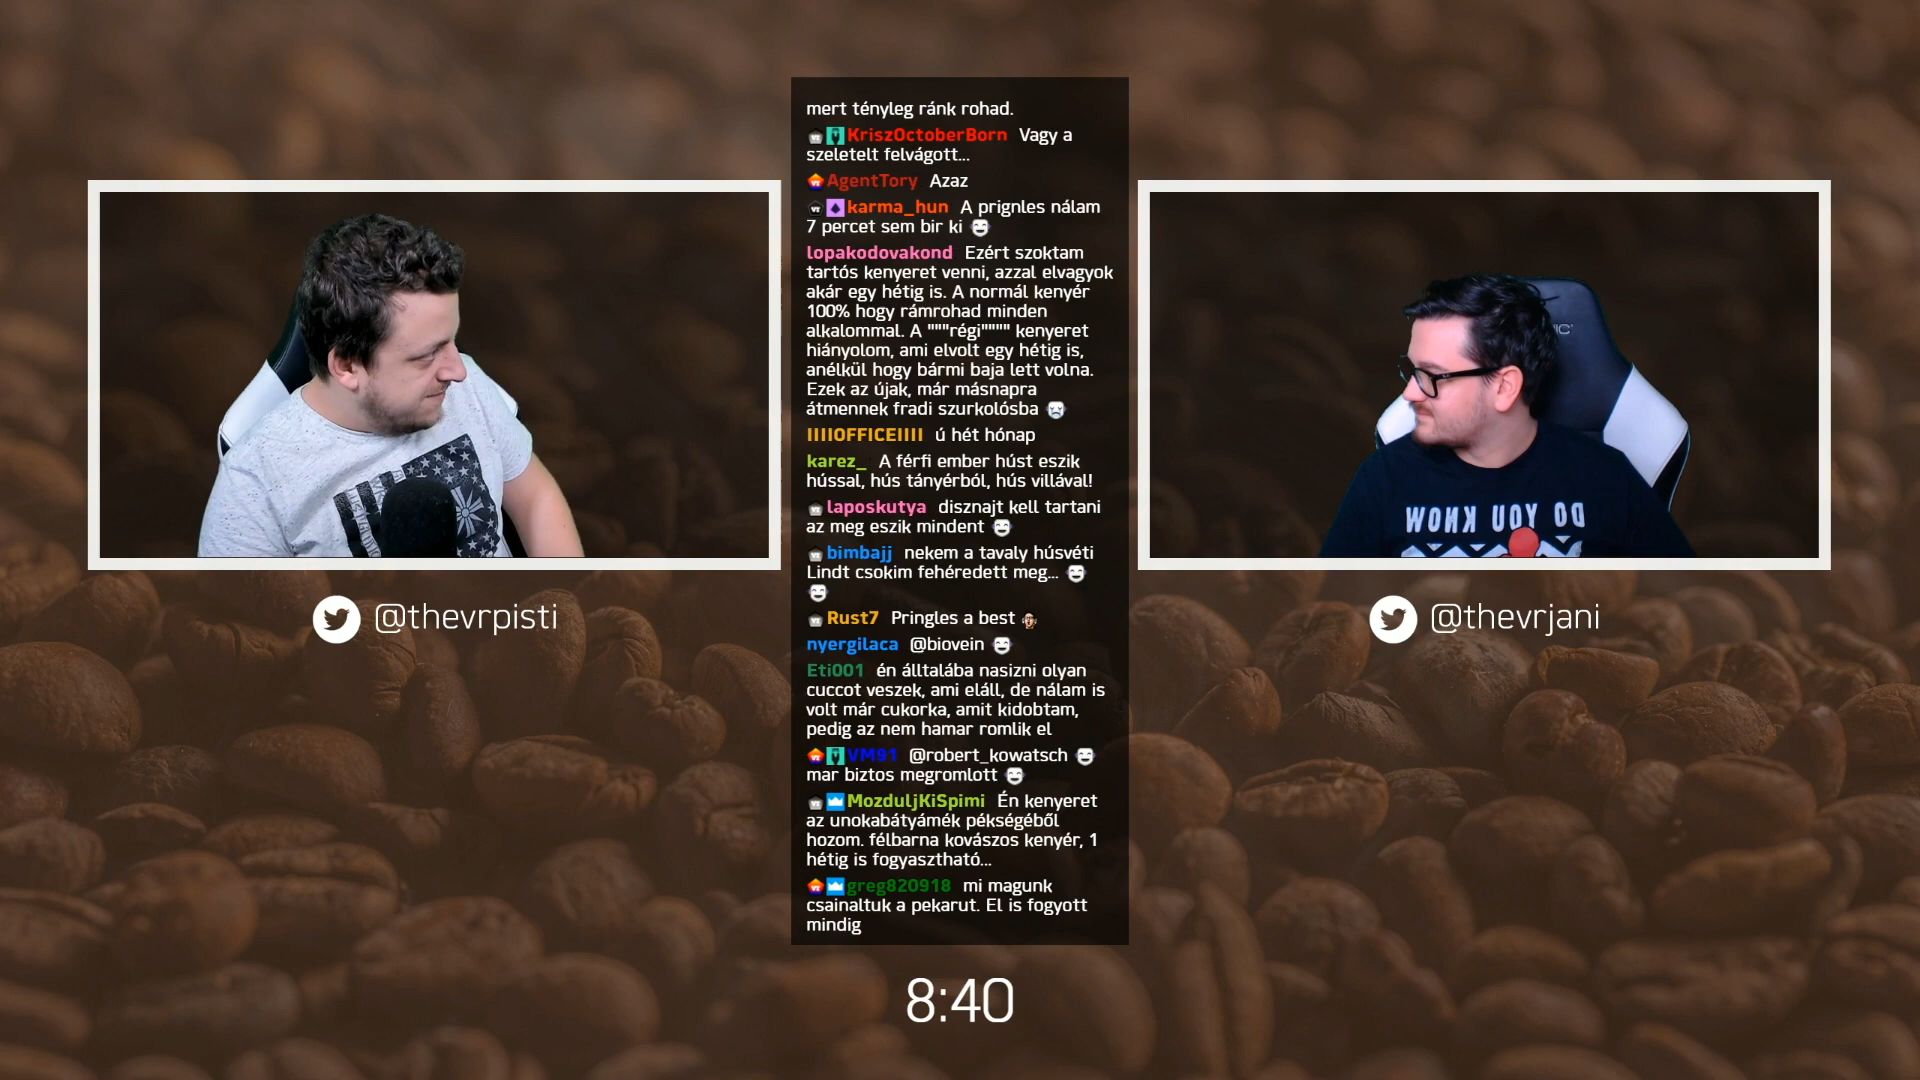 mert tényleg ránk rohad.
KriszOctoberBorn Vagy a
szeletelt felvágott...
AgentTory Azaz
karma_hun A prignles nálam
7 percet sem bir ki
lopakodovakond Ezért szoktam
tartós kenyeret venni, azzal elvagyok
akár egy hétig is. A normál kenyér
100% hogy rámrohad minden
alkalommal. A """régi"""" kenyeret
hiányolom, ami elvolt egy hétig is,
anélkül hogy bármi baja lett volna.
Ezek az újak, már másnapra
átmennek fradi szurkolósba
IIIIOFFICEIIII ú hét hónap
karez_ A férfi ember húst eszik
hússal, hús tányérból, hús villával!
laposkutya disznajt kell tartani
az meg eszik mindent
bimbajj nekem a tavaly húsvéti
Lindt csokim fehéredett meg...
Rust7 Pringles a best
nyergilaca @biovein
Eti001 én álltalába nasizni olyan
cuccot veszek, ami eláll, de nálam is
volt már cukorka, amit kidobtam,
pedig az nem hamar romlik el
VM91 @robert_kowatsch
mar biztos megromlott
MozduljKiSpimi Én kenyeret
az unokabátyámék pékségéből
hozom. félbarna kovászos kenyér, 1
hétig is fogyasztható...
greg820918 mi magunk
csainaltuk a pekarut. El is fogyott
mindig
@thevrpisti
@thevrjani
DO YOU KNOW
8:40